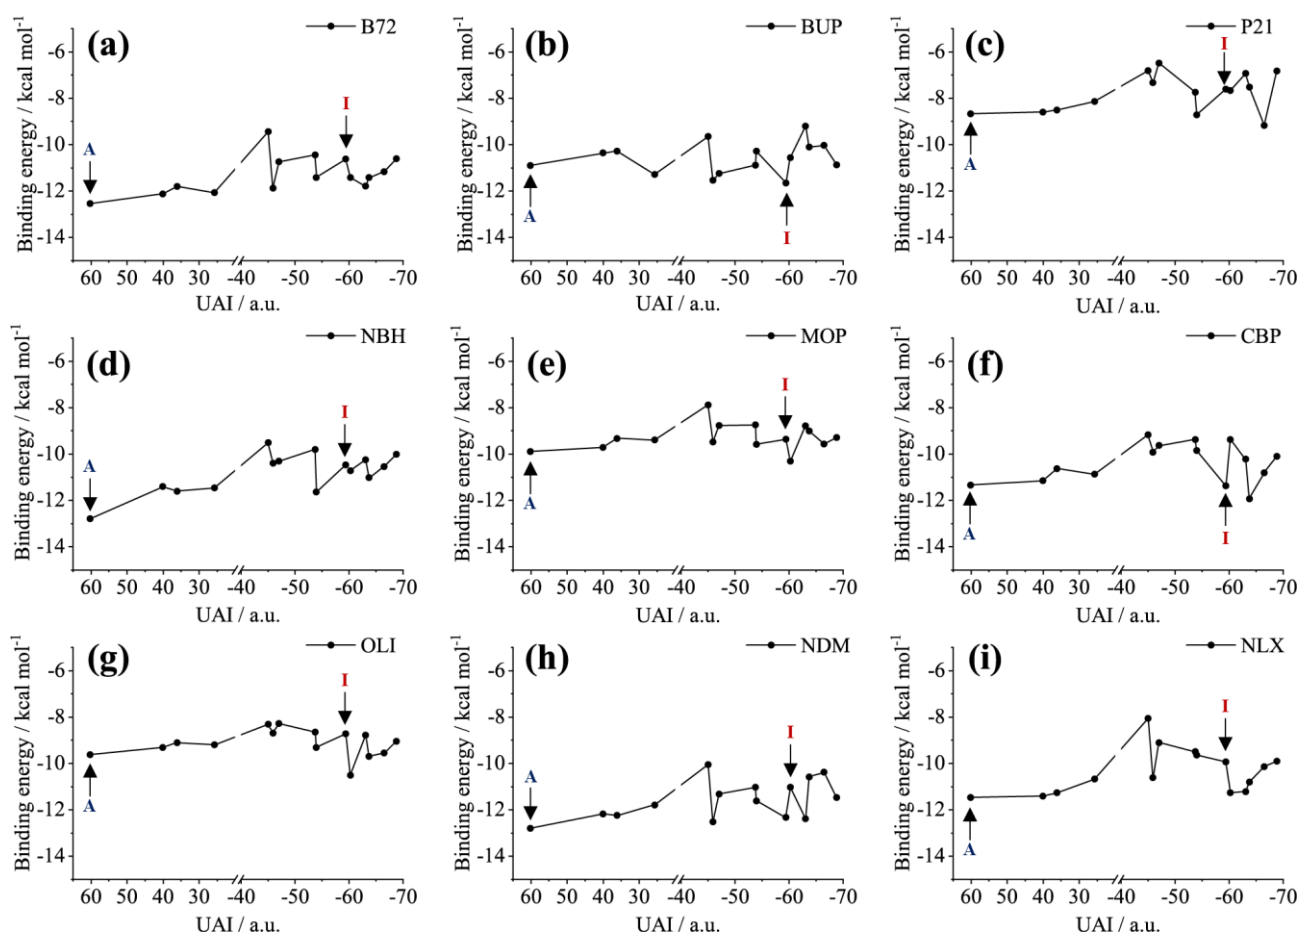 (a)
B72
Binding energy / kcal mol⁻¹
-6
-8
-10
-12
-14
A
I
60 40 30 -40 -50 -60 -70
UAI / a.u.
(b)
BUP
Binding energy / kcal mol⁻¹
-6
-8
-10
-12
-14
A
I
60 40 30 -40 -50 -60 -70
UAI / a.u.
(c)
P21
Binding energy / kcal mol⁻¹
-6
-8
-10
-12
-14
I
A
60 40 30 -40 -50 -60 -70
UAI / a.u.
(d)
NBH
Binding energy / kcal mol⁻¹
-6
-8
-10
-12
-14
A
I
60 40 30 -40 -50 -60 -70
UAI / a.u.
(e)
MOP
Binding energy / kcal mol⁻¹
-6
-8
-10
-12
-14
I
A
60 40 30 -40 -50 -60 -70
UAI / a.u.
(f)
CBP
Binding energy / kcal mol⁻¹
-6
-8
-10
-12
-14
A
I
60 40 30 -40 -50 -60 -70
UAI / a.u.
(g)
OLI
Binding energy / kcal mol⁻¹
-6
-8
-10
-12
-14
I
A
60 40 30 -40 -50 -60 -70
UAI / a.u.
(h)
NDM
Binding energy / kcal mol⁻¹
-6
-8
-10
-12
-14
I
A
60 40 30 -40 -50 -60 -70
UAI / a.u.
(i)
NLX
Binding energy / kcal mol⁻¹
-6
-8
-10
-12
-14
I
A
60 40 30 -40 -50 -60 -70
UAI / a.u.